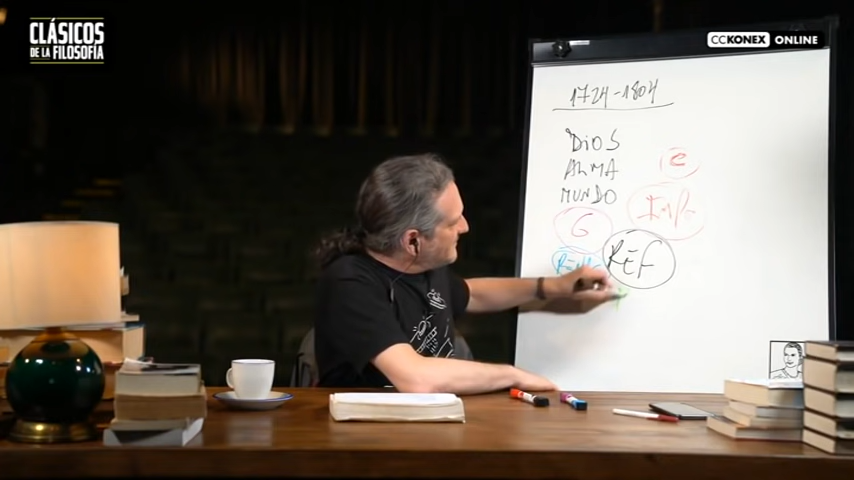 CLÁSICOS
DE LA FILOSOFÍA
CCKONEX ONLINE
1724-1804
DIOS
ALMA
MUNDO
e
G
REF